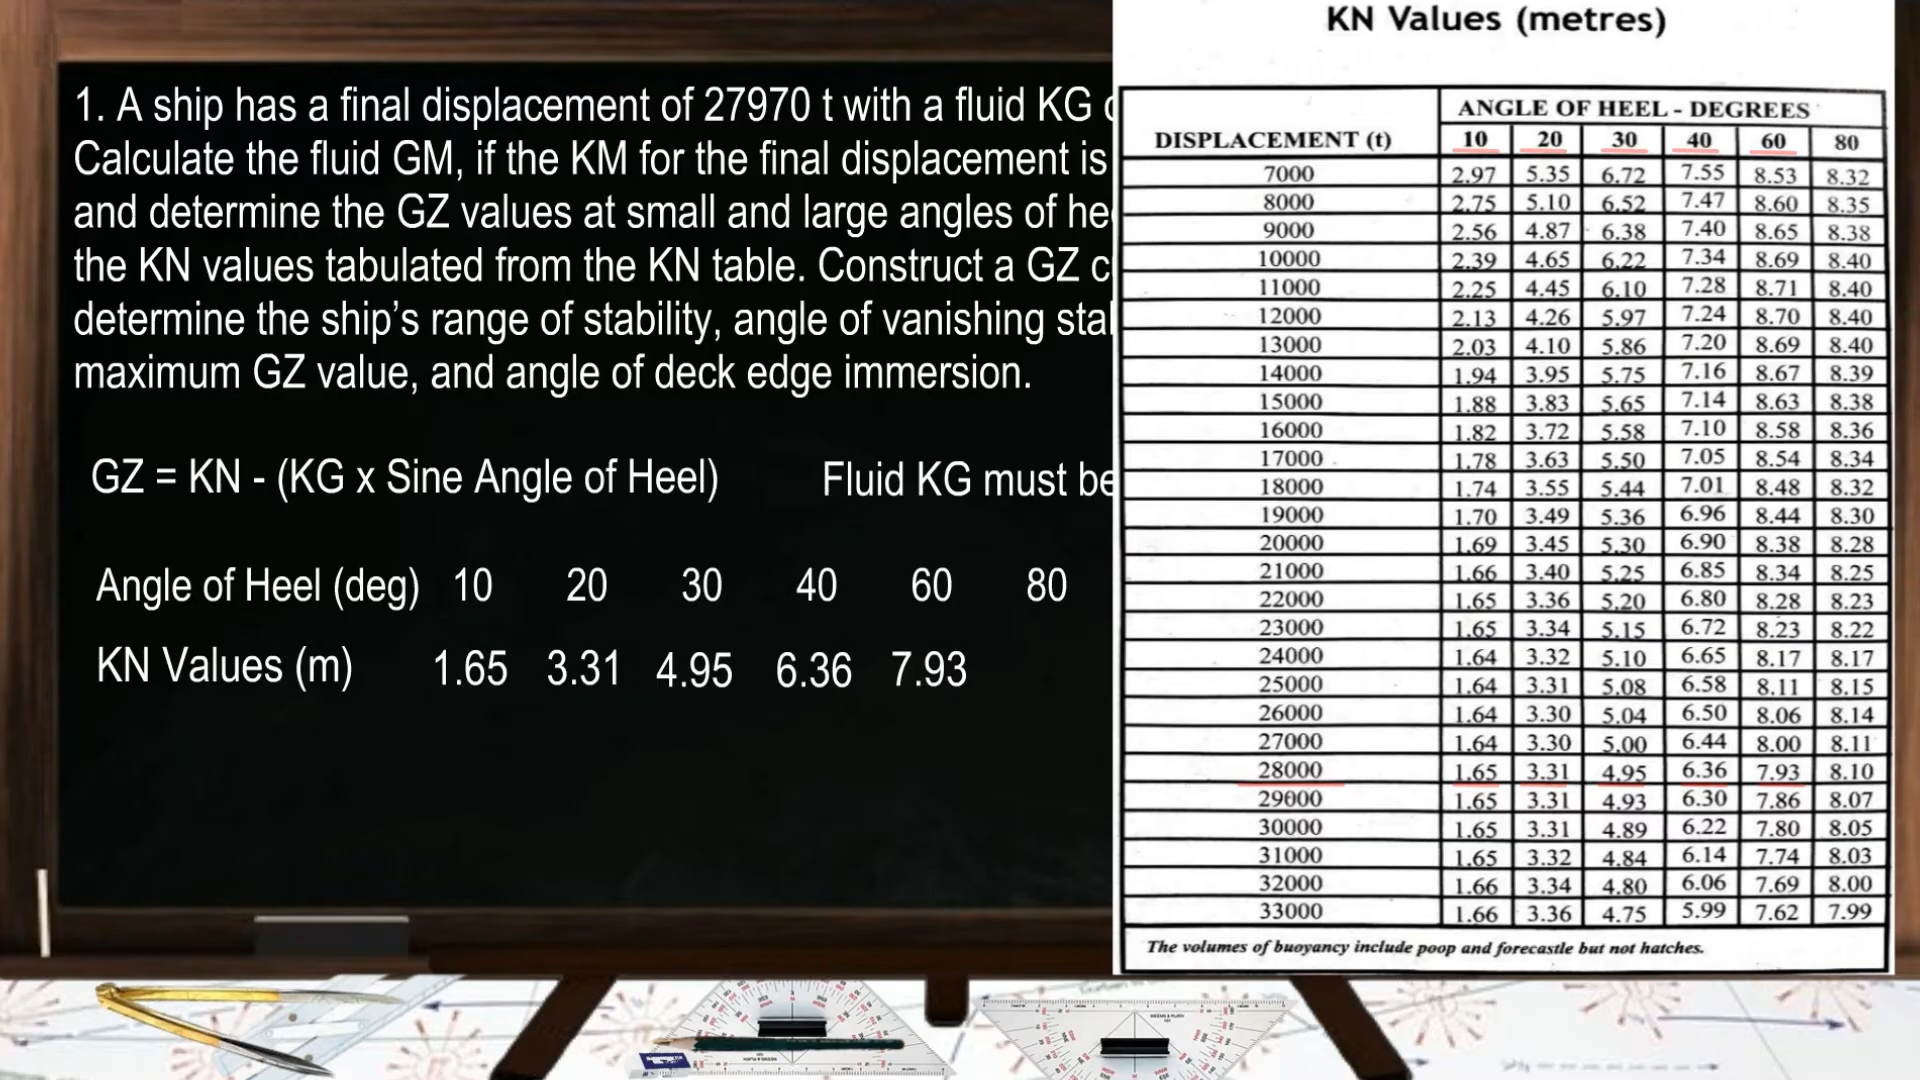 1. A ship has a final displacement of 27970 t with a fluid KG
Calculate the fluid GM, if the KM for the final displacement is
and determine the GZ values at small and large angles of
the KN values tabulated from the KN table. Construct a GZ
determine the ship’s range of stability, angle of vanishing
maximum GZ value, and angle of deck edge immersion.
GZ = KN - (KG x Sine Angle of Heel)
Fluid KG must be
Angle of Heel (deg) 10 20 30 40 60 80
KN Values (m) 1.65 3.31 4.95 6.36 7.93
KN Values (metres)
ANGLE OF HEEL - DEGREES
DISPLACEMENT (t) 10 20 30 40 60 80
7000 2.97 5.35 6.72 7.55 8.53 8.32
8000 2.75 5.10 6.52 7.47 8.60 8.35
9000 2.56 4.87 6.38 7.40 8.65 8.38
10000 2.39 4.65 6.22 7.34 8.69 8.40
11000 2.25 4.45 6.10 7.28 8.71 8.40
12000 2.13 4.26 5.97 7.24 8.70 8.40
13000 2.03 4.10 5.86 7.20 8.69 8.40
14000 1.94 3.95 5.75 7.16 8.67 8.39
15000 1.88 3.83 5.65 7.14 8.63 8.38
16000 1.82 3.72 5.58 7.10 8.58 8.36
17000 1.78 3.63 5.50 7.05 8.54 8.34
18000 1.74 3.55 5.44 7.01 8.48 8.32
19000 1.70 3.49 5.36 6.96 8.44 8.30
20000 1.69 3.45 5.30 6.90 8.38 8.28
21000 1.66 3.40 5.25 6.85 8.34 8.25
22000 1.65 3.36 5.20 6.80 8.28 8.23
23000 1.65 3.34 5.15 6.72 8.23 8.22
24000 1.64 3.32 5.10 6.65 8.17 8.17
25000 1.64 3.31 5.08 6.58 8.11 8.15
26000 1.64 3.30 5.04 6.50 8.06 8.14
27000 1.64 3.30 5.00 6.44 8.00 8.11
28000 1.65 3.31 4.95 6.36 7.93 8.10
29000 1.65 3.31 4.93 6.30 7.86 8.07
30000 1.65 3.31 4.89 6.22 7.80 8.05
31000 1.65 3.32 4.84 6.14 7.74 8.03
32000 1.66 3.34 4.80 6.06 7.69 8.00
33000 1.66 3.36 4.75 5.99 7.62 7.99
The volumes of buoyancy include poop and forecastle but not hatches.